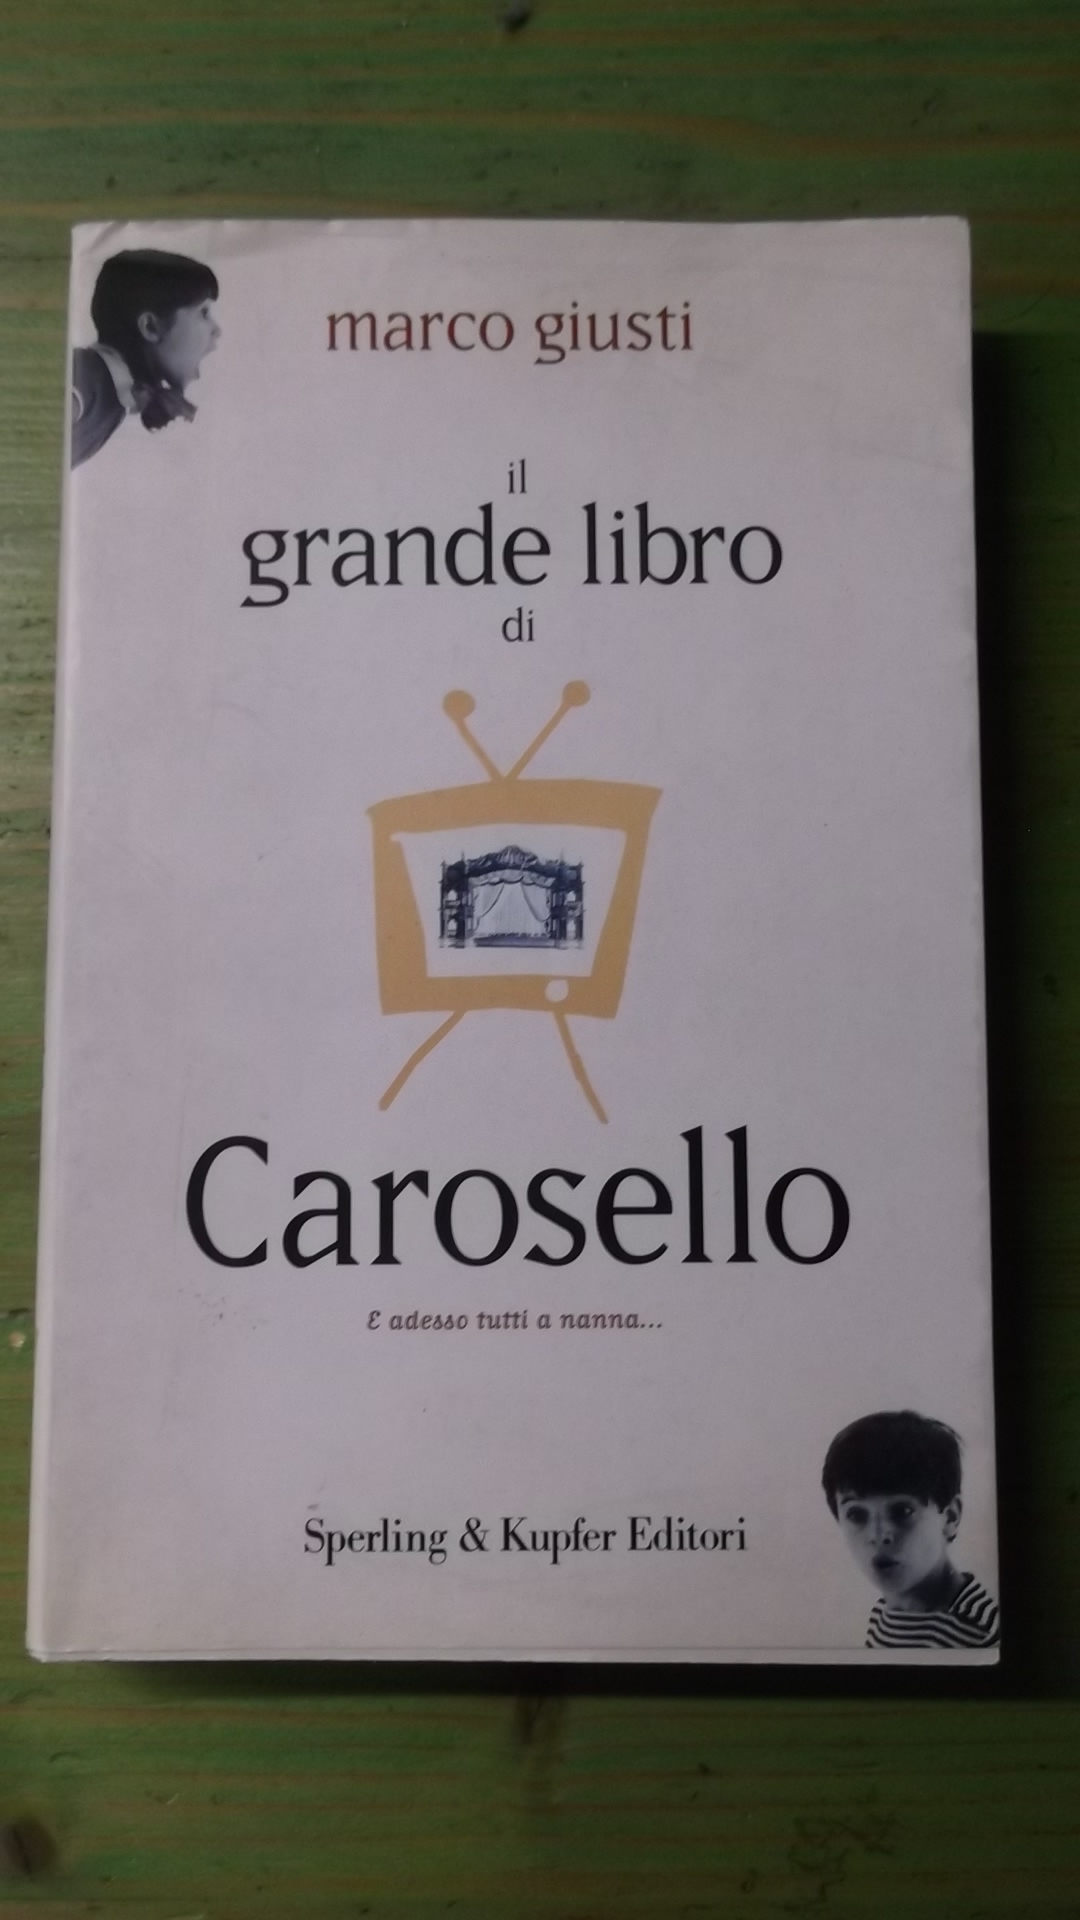 marco giusti
il
grande libro
di
Carosello
E adesso tutti a nanna...
Sperling & Kupfer Editori